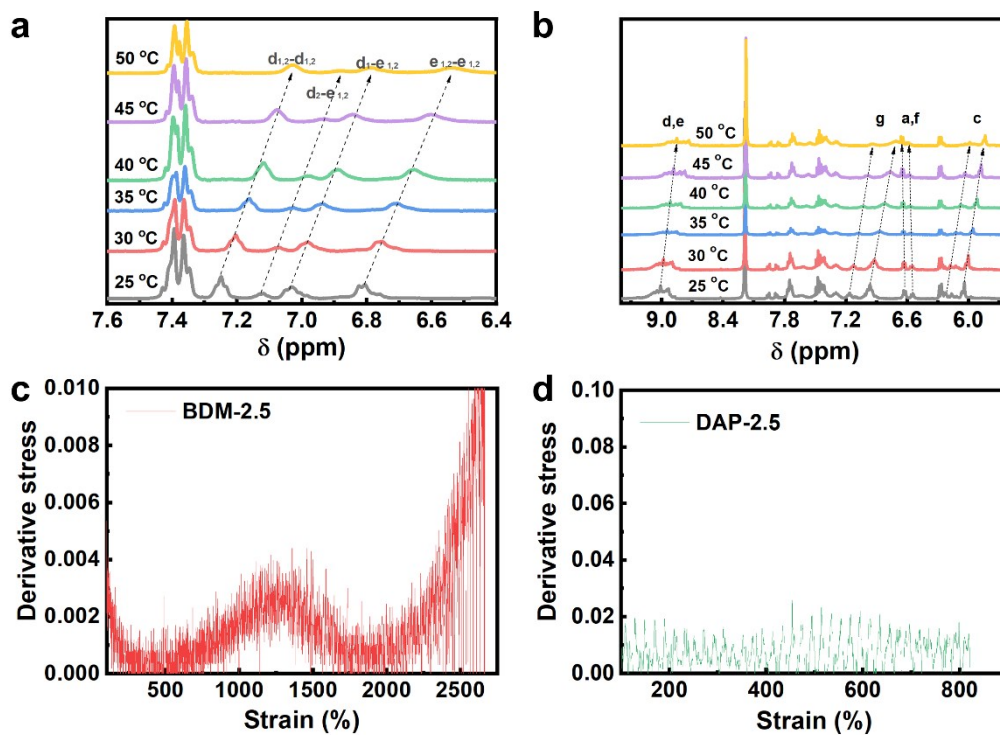 a
50 °C
45 °C
40 °C
35 °C
30 °C
25 °C
d1,2-d1,2
d2-e1,2
d1-e1,2
e1,2-e1,2
7.6 7.4 7.2 7.0 6.8 6.6 6.4
δ (ppm)
b
d,e
g
a,f
c
50 °C
45 °C
40 °C
35 °C
30 °C
25 °C
9.0 8.4 7.8 7.2 6.6 6.0
δ (ppm)
c
BDM-2.5
0.010
0.008
0.006
0.004
0.002
0.000
Derivative stress
500 1000 1500 2000 2500
Strain (%)
d
DAP-2.5
0.10
0.08
0.06
0.04
0.02
0.00
Derivative stress
200 400 600 800
Strain (%)